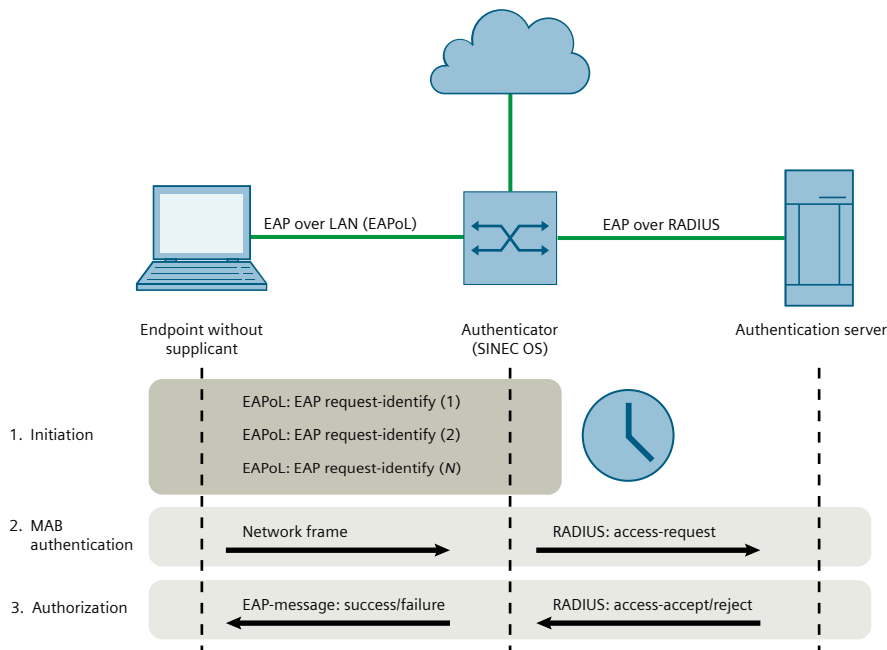 EAP over LAN (EAPoL)
EAP over RADIUS
Endpoint without
supplicant
Authenticator
(SINEC OS)
Authentication server
1. Initiation
EAPoL: EAP request-identify (1)
EAPoL: EAP request-identify (2)
EAPoL: EAP request-identify (N)
2. MAB
authentication
Network frame
RADIUS: access-request
3. Authorization
EAP-message: success/failure
RADIUS: access-accept/reject